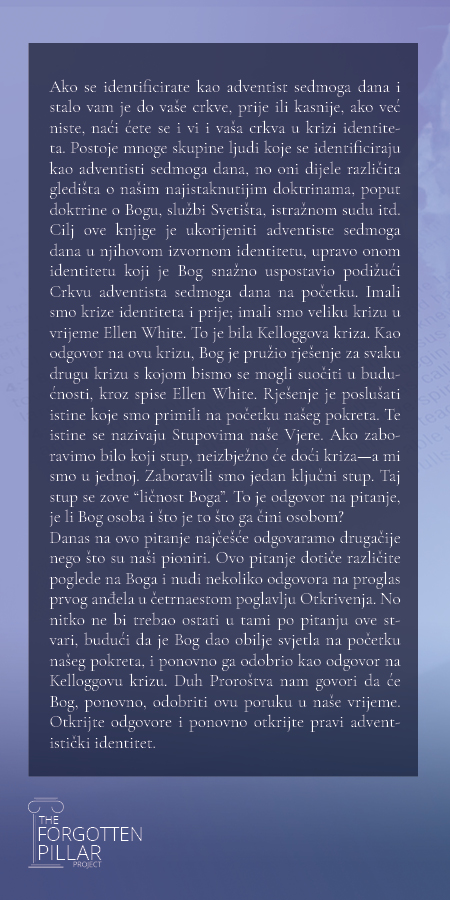 Ako se identificirate kao adventist sedmoga dana i
stalo vam je do vaše crkve, prije ili kasnije, ako već
niste, naći ćete se i vi i vaša crkva u krizi identite-
ta. Postoje mnoge skupine ljudi koje se identificiraju
kao adventisti sedmoga dana, no oni dijele različita
gledišta o našim najistaknutijim doktrinama, poput
doktrine o Bogu, službi Svetišta, istražnom sudu itd.
Cilj ove knjige je ukorijeniti adventiste sedmoga
dana u njihovom izvornom identitetu, upravo onom
identitetu koji je Bog snažno uspostavio podižući
Crkvu adventista sedmoga dana na početku. Imali
smo krize identiteta i prije; imali smo veliku krizu u
vrijeme Ellen White. To je bila Kelloggova kriza. Kao
odgovor na ovu krizu, Bog je pružio rješenje za svaku
drugu krizu s kojom bismo se mogli suočiti u budu-
ćnosti, kroz spise Ellen White. Rješenje je poslušati
istine koje smo primili na početku našeg pokreta. Te
istine se nazivaju Stupovima naše Vjere. Ako zabo-
ravimo bilo koji stup, neizbježno će doći kriza—a mi
smo u jednoj. Zaboravili smo jedan ključni stup. Taj
stup se zove “ličnost Boga”. To je odgovor na pitanje,
je li Bog osoba i što je to što ga čini osobom?
Danas na ovo pitanje najčešće odgovaramo drugačije
nego što su naši pioniri. Ovo pitanje dotiče različite
poglede na Boga i nudi nekoliko odgovora na proglas
prvog anđela u četrnaestom poglavlju Otkrivenja. No
nitko ne bi trebao ostati u tami po pitanju ove st-
vari, budući da je Bog dao obilje svjetla na početku
našeg pokreta, i ponovno ga odobrio kao odgovor na
Kelloggovu krizu. Duh Proroštva nam govori da će
Bog, ponovno, odobriti ovu poruku u naše vrijeme.
Otkrijte odgovore i ponovno otkrijte pravi advent-
istički identitet.
THE
FORGOTTEN
PILLAR
PROJECT